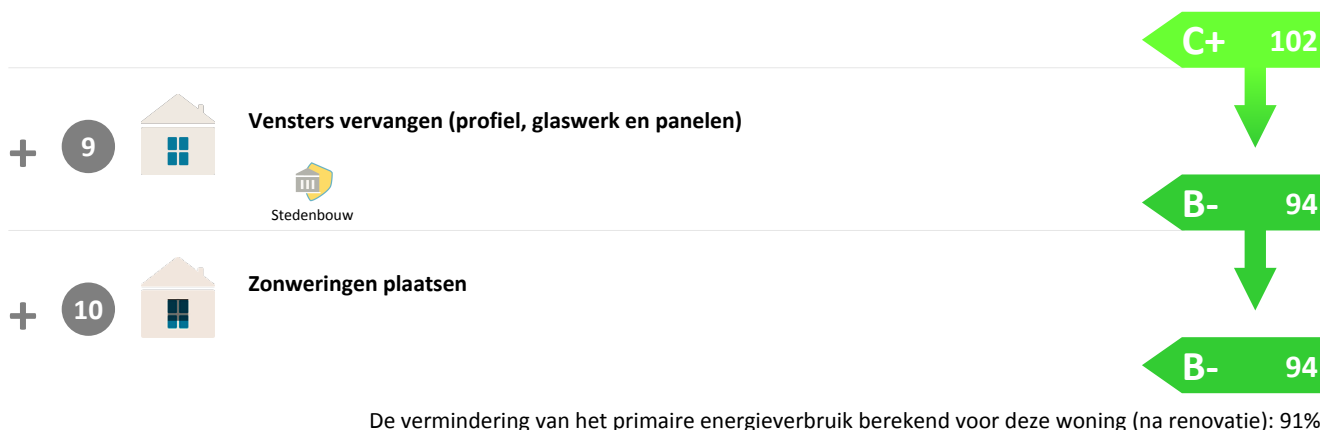 C+ 102
+ 9 Vensters vervangen (profiel, glaswerk en panelen)
Stedenbouw
B- 94
+ 10 Zonweringen plaatsen
B- 94
De vermindering van het primaire energieverbruik berekend voor deze woning (na renovatie): 91%